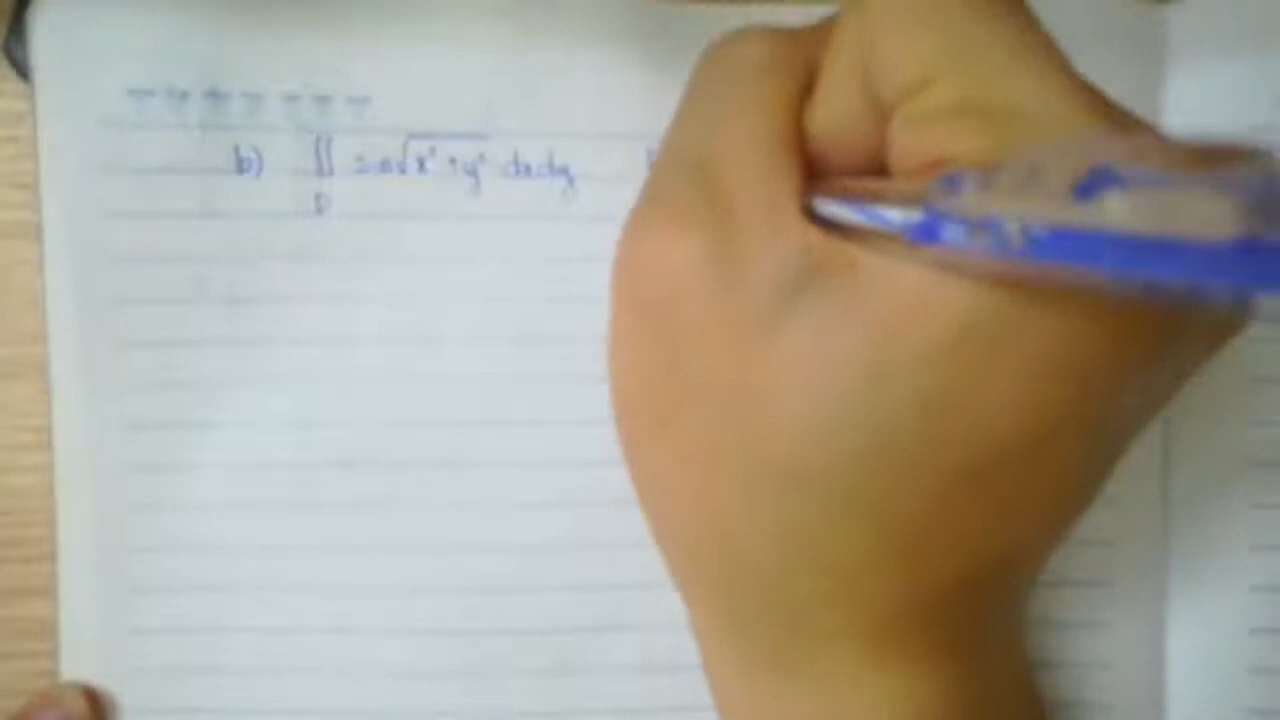 b) ∬ sin√x² + y² dxdy
D